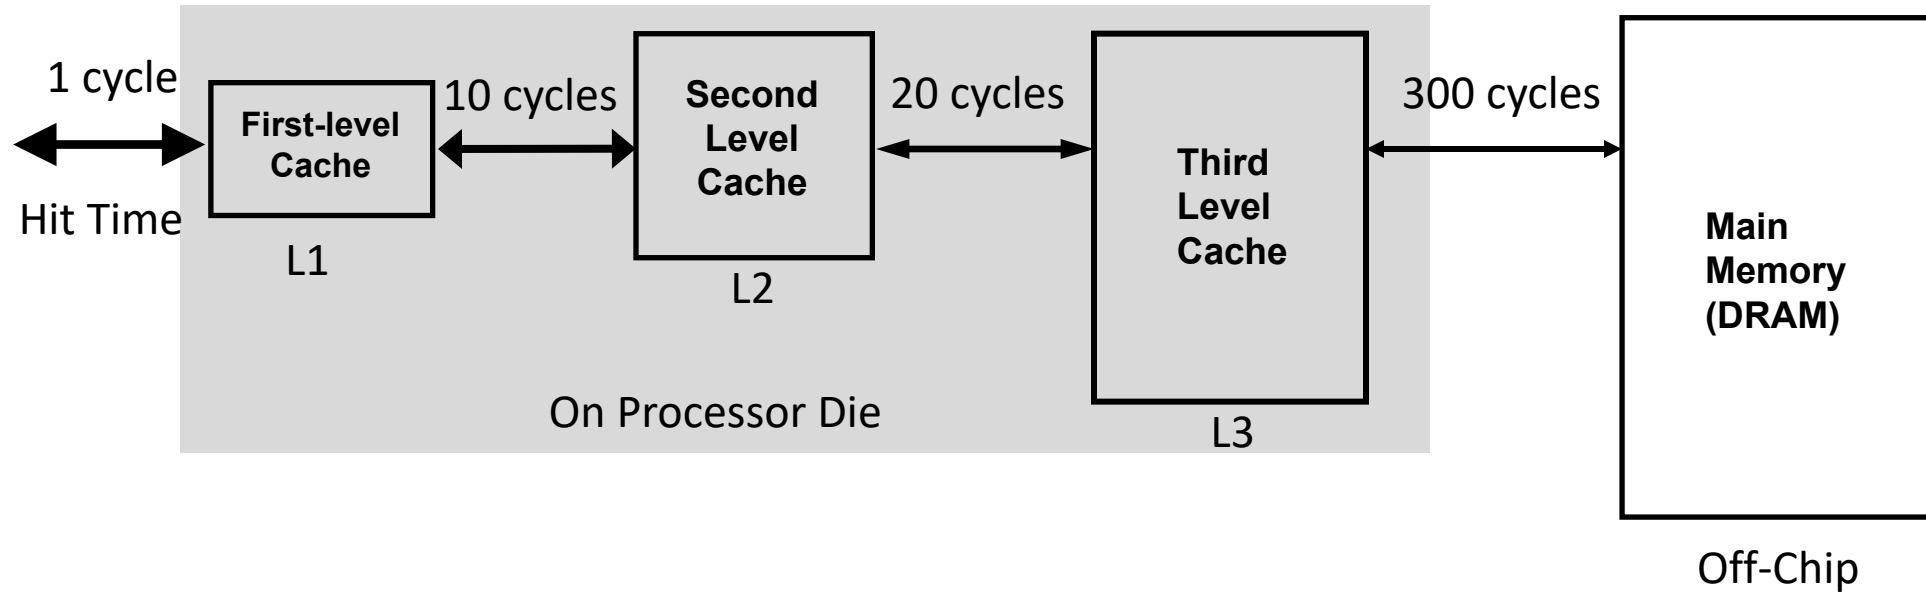 1 cycle
Hit Time
First-level
Cache
L1
10 cycles
Second
Level
Cache
L2
20 cycles
Third
Level
Cache
L3
On Processor Die
300 cycles
Main
Memory
(DRAM)
Off-Chip